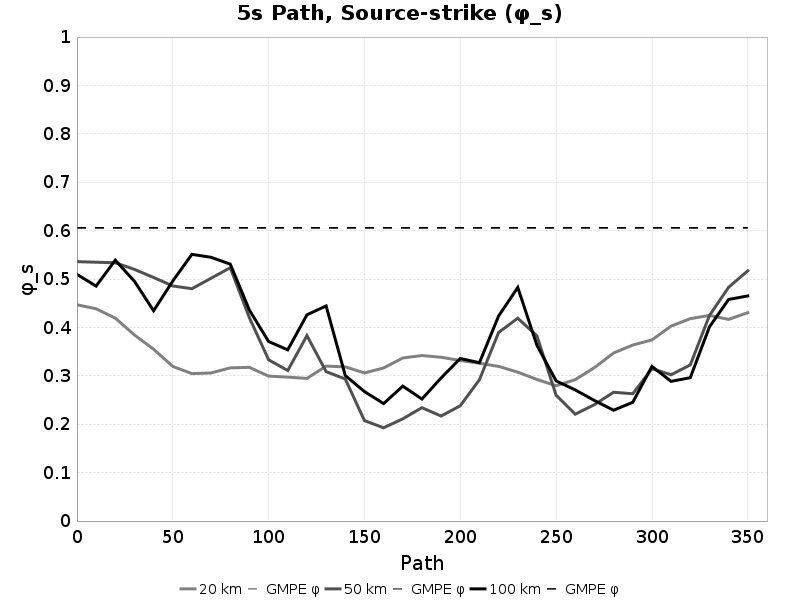 5s Path, Source-strike (φ_s)
1
0.9
0.8
0.7
0.6
0.5
0.4
0.3
0.2
0.1
0
φ_s
0 50 100 150 200 250 300 350
Path
20 km GMPE φ 50 km GMPE φ 100 km GMPE φ